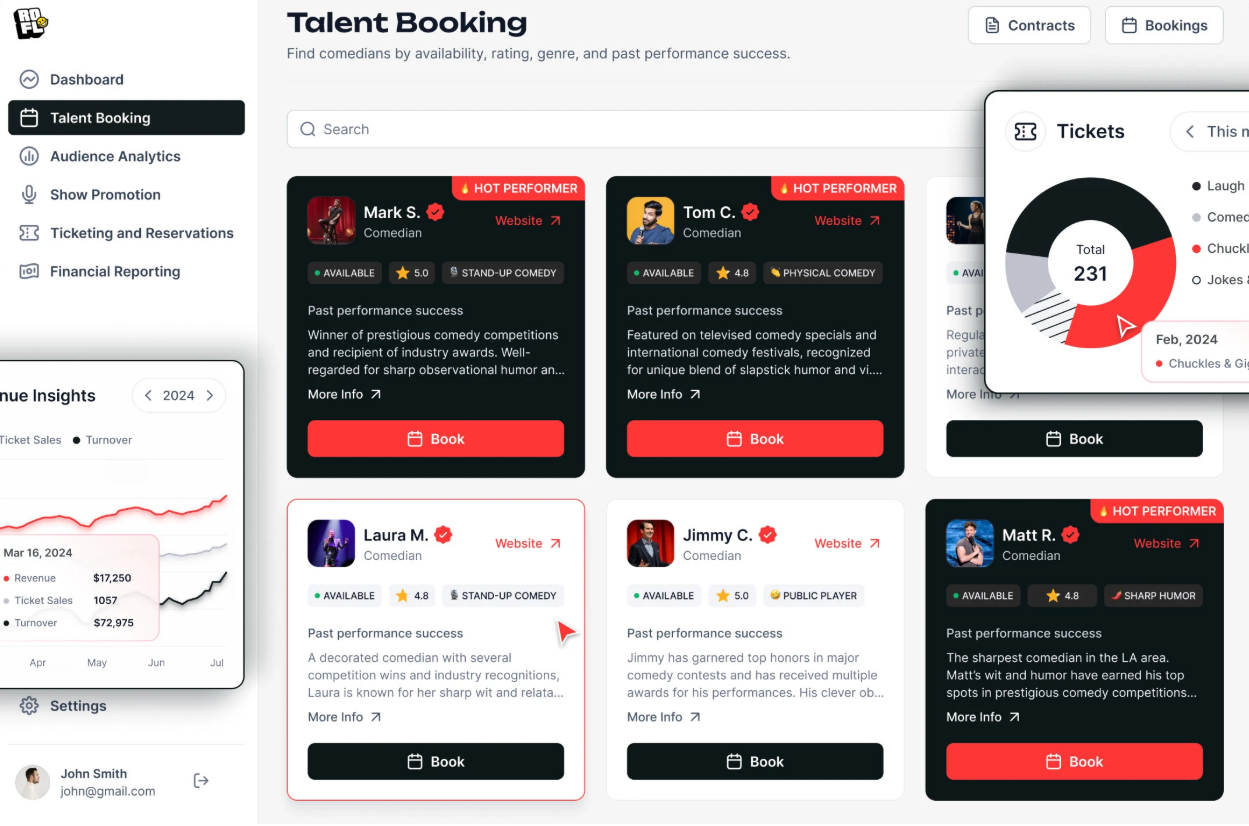 ROFL
Dashboard
Talent Booking
Audience Analytics
Show Promotion
Ticketing and Reservations
Financial Reporting
nue Insights
2024
Ticket Sales
Turnover
Mar 16, 2024
Revenue $17,250
Ticket Sales 1057
Turnover $72,975
Apr May Jun Jul
Settings
John Smith
john@gmail.com
Talent Booking
Find comedians by availability, rating, genre, and past performance success.
Contracts
Bookings
Search
HOT PERFORMER
Mark S.
Comedian
Website
AVAILABLE
5.0
STAND-UP COMEDY
Past performance success
Winner of prestigious comedy competitions
and recipient of industry awards. Well-
regarded for sharp observational humor an...
More Info
Book
HOT PERFORMER
Tom C.
Comedian
Website
AVAILABLE
4.8
PHYSICAL COMEDY
Past performance success
Featured on televised comedy specials and
international comedy festivals, recognized
for unique blend of slapstick humor and vi....
More Info
Book
AVAI
Past p
Regula
private
interac
More Info
Book
Tickets
This m
Total
231
Laugh
Comed
Chuckl
Jokes &
Feb, 2024
Chuckles & Gig
Laura M.
Comedian
Website
AVAILABLE
4.8
STAND-UP COMEDY
Past performance success
A decorated comedian with several
competition wins and industry recognitions,
Laura is known for her sharp wit and relata...
More Info
Book
Jimmy C.
Comedian
Website
AVAILABLE
5.0
PUBLIC PLAYER
Past performance success
Jimmy has garnered top honors in major
comedy contests and has received multiple
awards for his performances. His clever ob...
More Info
Book
HOT PERFORMER
Matt R.
Comedian
Website
AVAILABLE
4.8
SHARP HUMOR
Past performance success
The sharpest comedian in the LA area.
Matt's wit and humor have earned his top
spots in prestigious comedy competitions...
More Info
Book